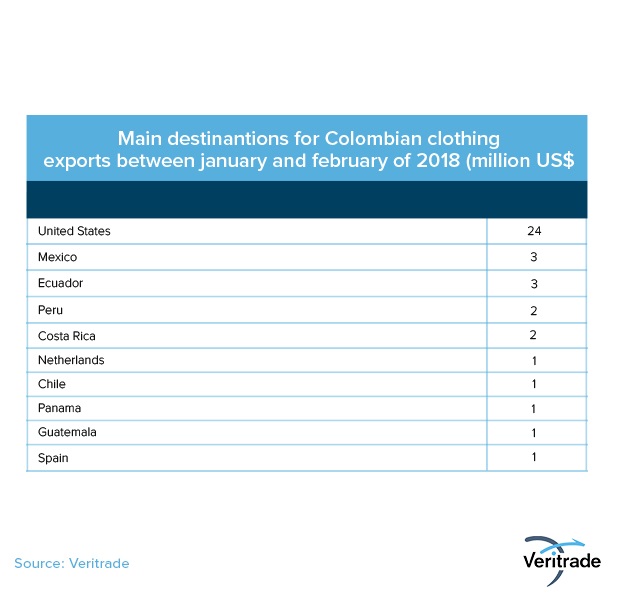 Main destinantions for Colombian clothing
exports between january and february of 2018 (million US$
United States 24
Mexico 3
Ecuador 3
Peru 2
Costa Rica 2
Netherlands 1
Chile 1
Panama 1
Guatemala 1
Spain 1
Source: Veritrade
Veritrade